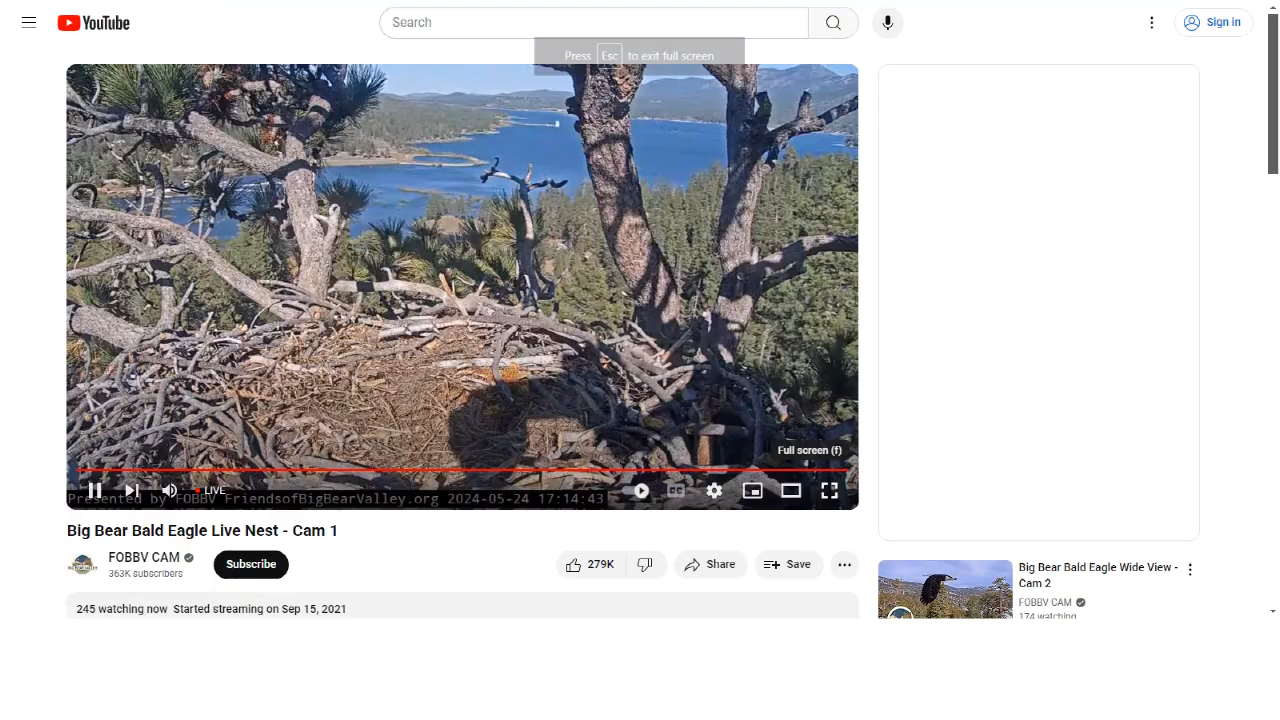 YouTube
Search
Sign in
Press Esc to exit full screen
Full screen (f)
LIVE
Presented by FOBBV FriendsofBigBearValley.org 2024-05-24 17:14:43
Big Bear Bald Eagle Live Nest - Cam 1
FOBBV CAM
363K subscribers
Subscribe
279K
Share
Save
245 watching now Started streaming on Sep 15, 2021
Big Bear Bald Eagle Wide View - Cam 2
FOBBV CAM
174 watching